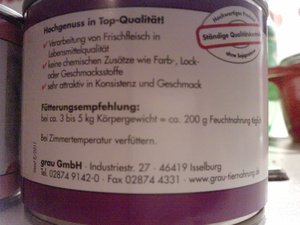 Hochgenuss in Top-Qualität!
Verarbeitung von Frischfleisch in
Lebensmittelqualität
keine chemischen Zusätze wie Farb-, Lock-
oder Geschmacksstoffe
sehr attraktiv in Konsistenz und Geschmack
Hochwertiges
Ständige Qualitätskontrolle
Fütterungsempfehlung:
bei ca. 3 bis 5 kg Körpergewicht = ca. 200 g Feuchtnahrung täglich
Bei Zimmertemperatur verfüttern.
grau GmbH · Industriestr. 27 · 46419 Isselburg
Tel. 02874 9142-0 · Fax 02874 4331 · www.grau-tiernahrung.de